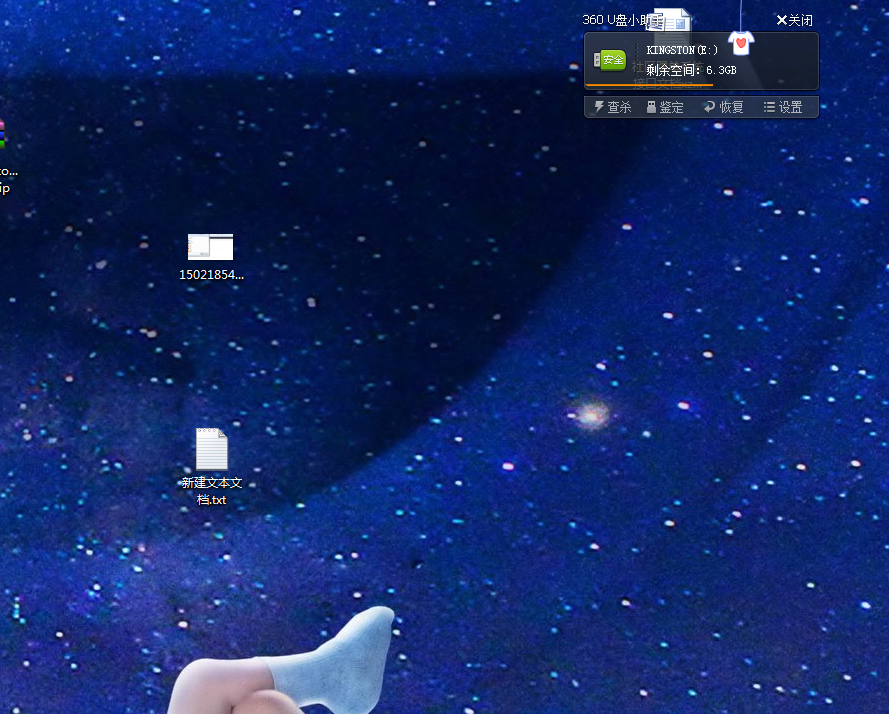 360 U盘小助手
关闭
安全
KINGSTON(E:)
剩余空间: 6.3GB
查杀
鉴定
恢复
设置
o...
ip
15021854...
新建文本文
档.txt